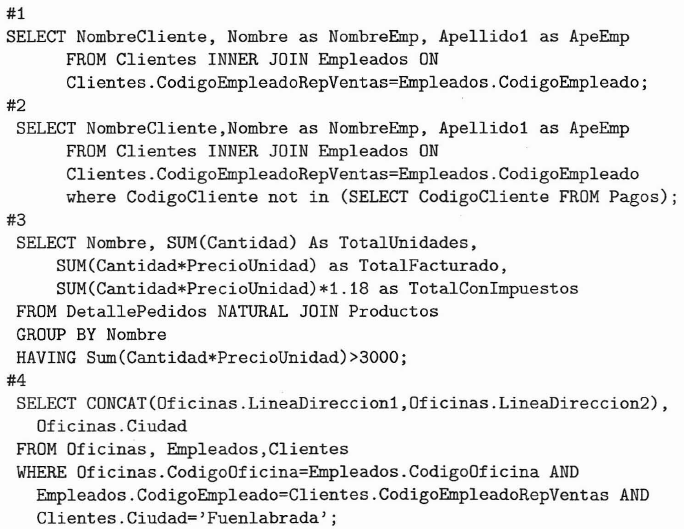 #1
SELECT NombreCliente, Nombre as NombreEmp, Apellido1 as ApeEmp
FROM Clientes INNER JOIN Empleados ON
Clientes.CodigoEmpleadoRepVentas=Empleados.CodigoEmpleado;
#2
SELECT NombreCliente,Nombre as NombreEmp, Apellido1 as ApeEmp
FROM Clientes INNER JOIN Empleados ON
Clientes.CodigoEmpleadoRepVentas=Empleados.CodigoEmpleado
where CodigoCliente not in (SELECT CodigoCliente FROM Pagos);
#3
SELECT Nombre, SUM(Cantidad) As TotalUnidades,
SUM(Cantidad*PrecioUnidad) as TotalFacturado,
SUM(Cantidad*PrecioUnidad)*1.18 as TotalConImpuestos
FROM DetallePedidos NATURAL JOIN Productos
GROUP BY Nombre
HAVING Sum(Cantidad*PrecioUnidad)>3000;
#4
SELECT CONCAT(Oficinas.LineaDireccion1,Oficinas.LineaDireccion2),
Oficinas.Ciudad
FROM Oficinas, Empleados,Clientes
WHERE Oficinas.CodigoOficina=Empleados.CodigoOficina AND
Empleados.CodigoEmpleado=Clientes.CodigoEmpleadoRepVentas AND
Clientes.Ciudad='Fuenlabrada';